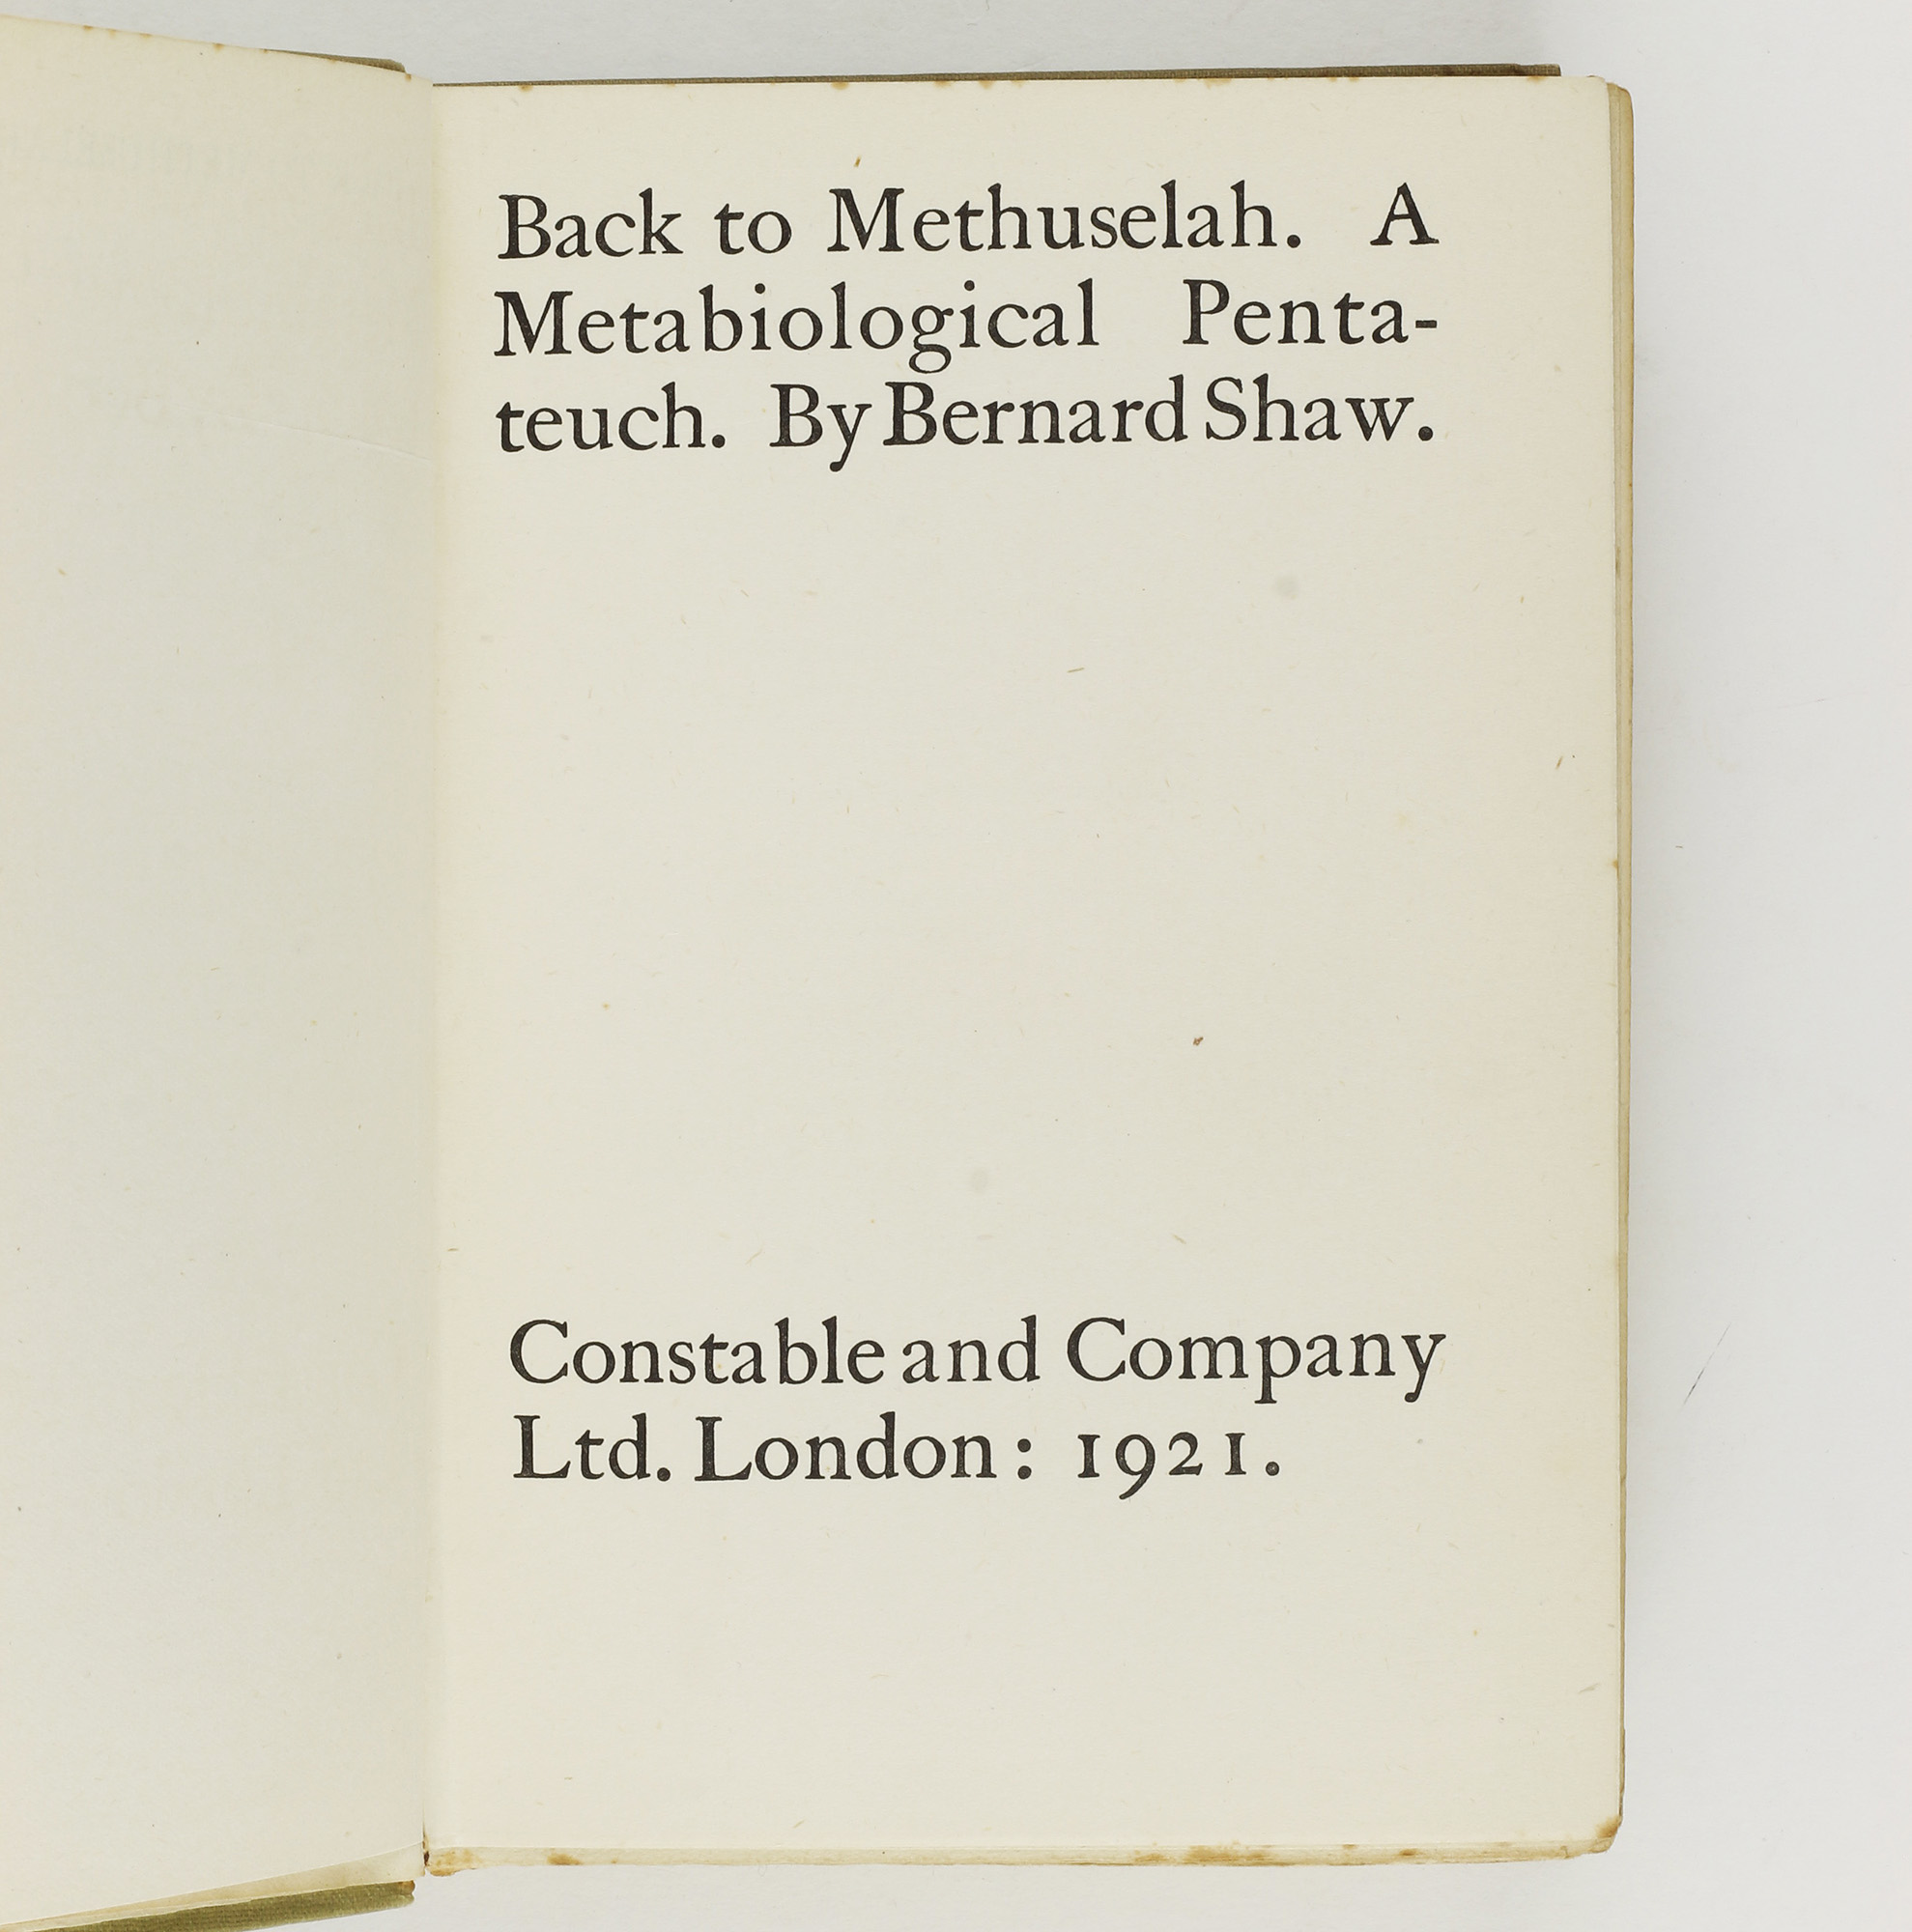 Back to Methuselah. A
Metabiological Penta-
teuch. By Bernard Shaw.
Constable and Company
Ltd. London: 1921.